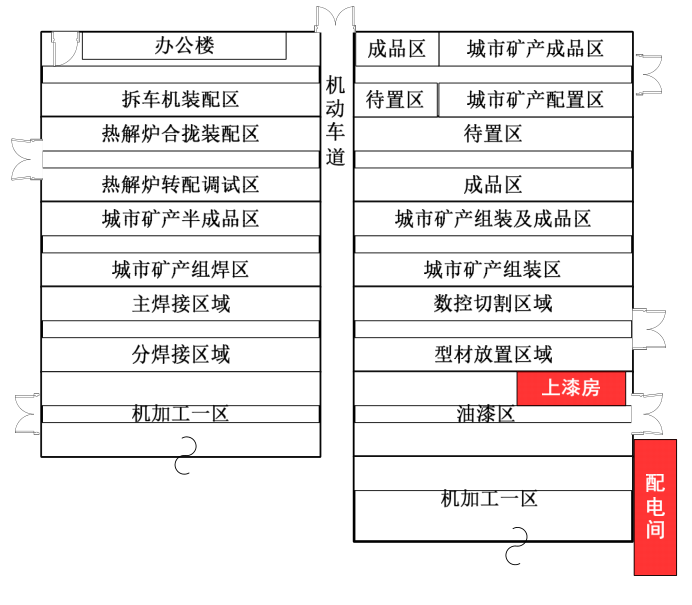 办公楼
拆车机装配区
热解炉合拢装配区
热解炉转配调试区
城市矿产半成品区
城市矿产组焊区
主焊接区域
分焊接区域
机加工一区
机动车道
成品区
城市矿产成品区
待置区
城市矿产配置区
待置区
成品区
城市矿产组装及成品区
城市矿产组装区
数控切割区域
型材放置区域
上漆房
油漆区
机加工一区
配电间